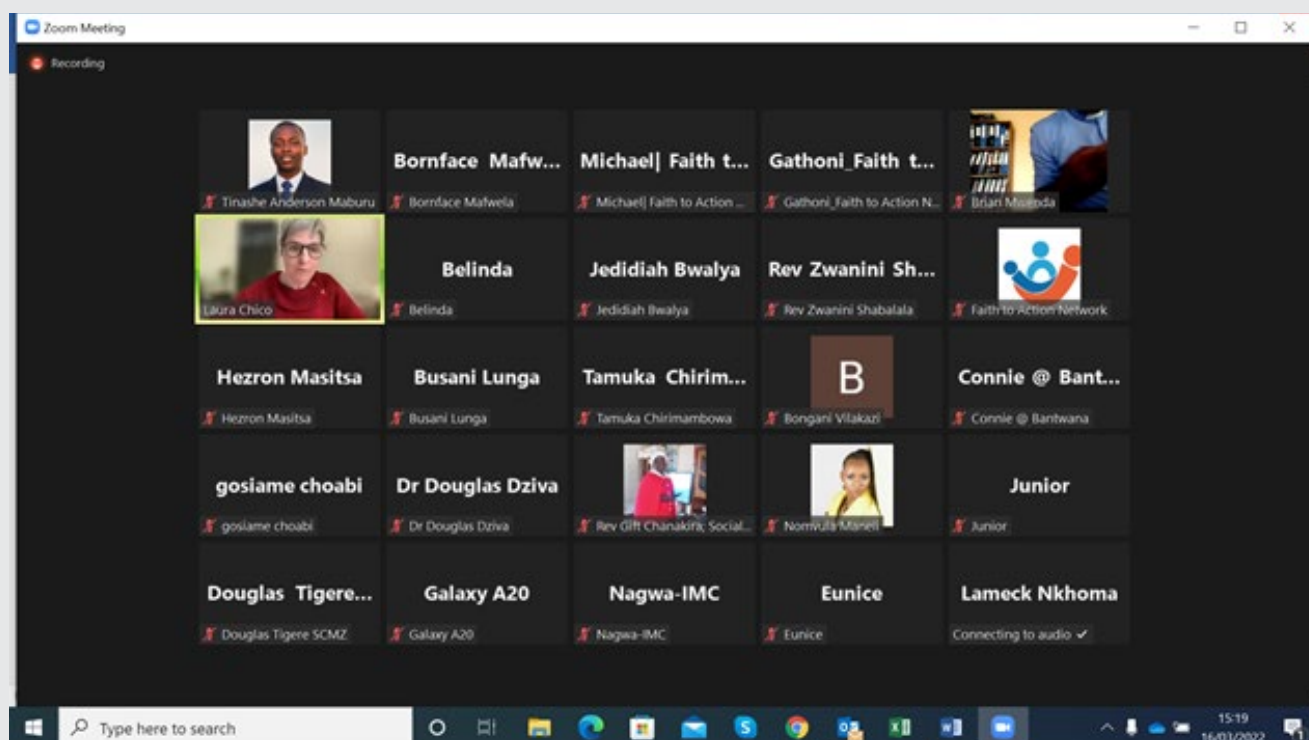 Zoom Meeting
Recording
Tinashe Anderson Maburu
Bornface Mafw...
Bornface Mafwela
Michael| Faith t...
Michael| Faith to Action ...
Gathoni_Faith t...
Gathoni_Faith to Action N...
Brian Mwenda
Laura Chico
Belinda
Belinda
Jedidiah Bwalya
Jedidiah Bwalya
Rev Zwanini Sh...
Rev Zwanini Shabalala
Faith to Action Network
Hezron Masitsa
Hezron Masitsa
Busani Lunga
Busani Lunga
Tamuka Chirim...
Tamuka Chirimambowa
B
Bongani Vilakazi
Connie @ Bant...
Connie @ Bantwana
gosiame choabi
gosiame choabi
Dr Douglas Dziva
Dr Douglas Dziva
Rev Gift Chanakira; Social...
Nomvula Maneli
Junior
Junior
Douglas Tigere...
Douglas Tigere SCMZ
Galaxy A20
Galaxy A20
Nagwa-IMC
Nagwa-IMC
Eunice
Eunice
Lameck Nkhoma
Connecting to audio ✓
Type here to search
15:19
16/03/2022